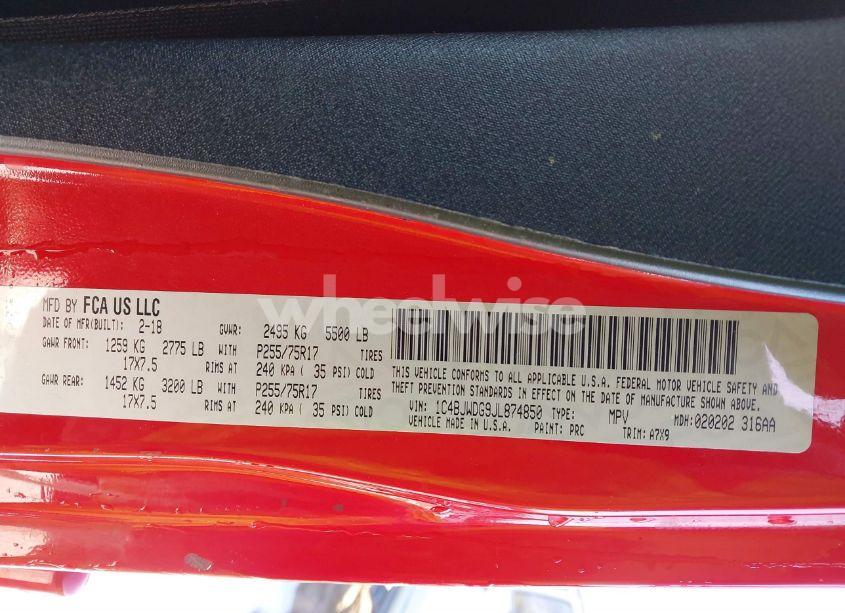 wheelwise
MFD BY FCA US LLC
DATE OF MFR(BUILT): 2-18 GVWR: 2495 KG 5500 LB
GAWR FRONT: 1259 KG 2775 LB WITH P255/75R17 TIRES
17X7.5 RIMS AT 240 KPA ( 35 PSI) COLD
GAWR REAR: 1452 KG 3200 LB WITH P255/75R17 TIRES
17X7.5 RIMS AT 240 KPA ( 35 PSI) COLD
THIS VEHICLE CONFORMS TO ALL APPLICABLE U.S.A. FEDERAL MOTOR VEHICLE SAFETY AND
THEFT PREVENTION STANDARDS IN EFFECT ON THE DATE OF MANUFACTURE SHOWN ABOVE.
VIN: 1C4BJWDG9JL874850 TYPE: MPV MDH: 020202 316AA
VEHICLE MADE IN U.S.A. PAINT: PRC TRIM: A7X9